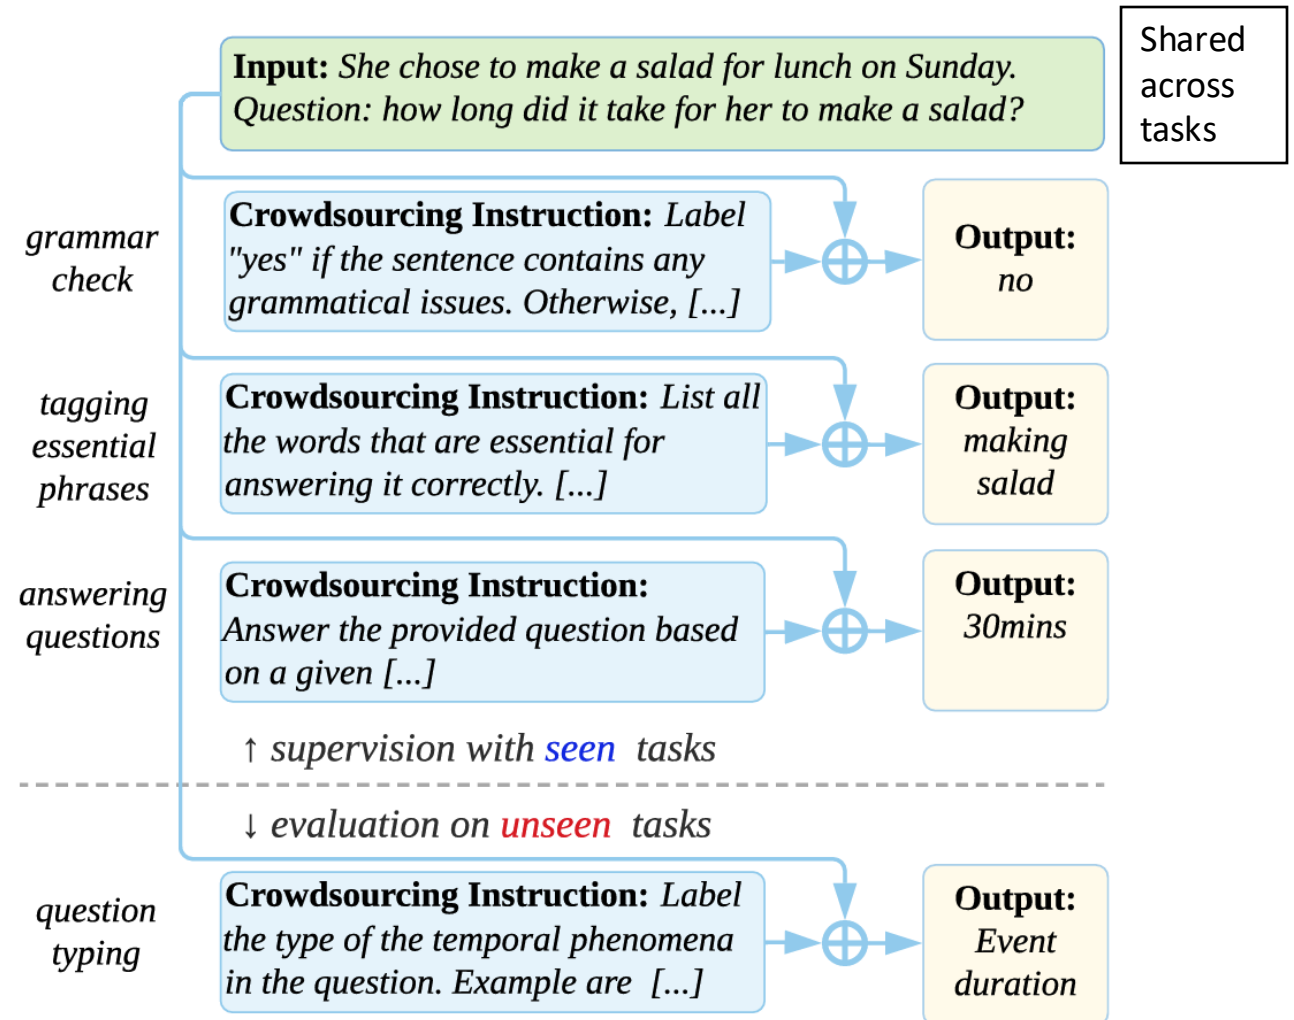 Input: She chose to make a salad for lunch on Sunday.
Question: how long did it take for her to make a salad?
Shared
across
tasks
grammar
check
Crowdsourcing Instruction: Label
"yes" if the sentence contains any
grammatical issues. Otherwise, [...]
Output:
no
tagging
essential
phrases
Crowdsourcing Instruction: List all
the words that are essential for
answering it correctly. [...]
Output:
making
salad
answering
questions
Crowdsourcing Instruction:
Answer the provided question based
on a given [...]
Output:
30mins
↑ supervision with seen tasks
↓ evaluation on unseen tasks
question
typing
Crowdsourcing Instruction: Label
the type of the temporal phenomena
in the question. Example are [...]
Output:
Event
duration